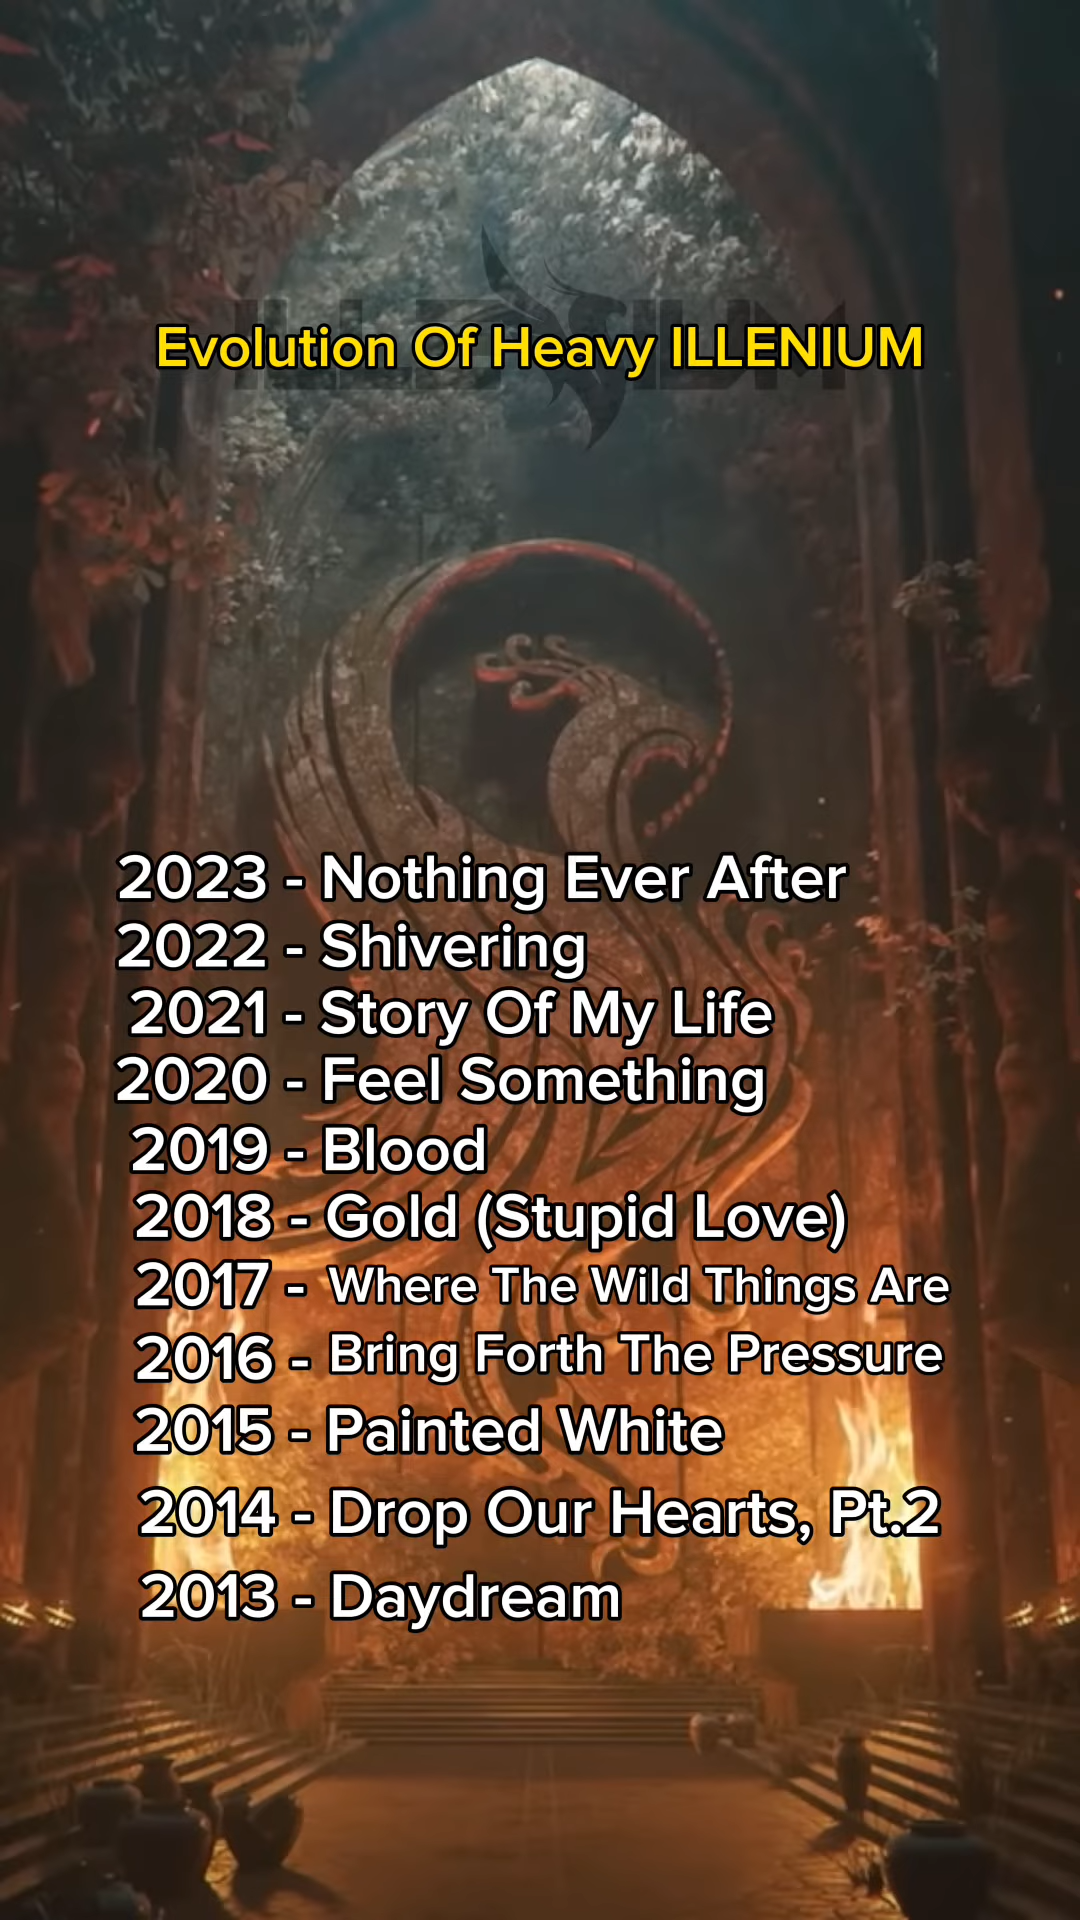 ILLENIUM
Evolution Of Heavy ILLENIUM
2023 - Nothing Ever After
2022 - Shivering
2021 - Story Of My Life
2020 - Feel Something
2019 - Blood
2018 - Gold (Stupid Love)
2017 - Where The Wild Things Are
2016 - Bring Forth The Pressure
2015 - Painted White
2014 - Drop Our Hearts, Pt.2
2013 - Daydream